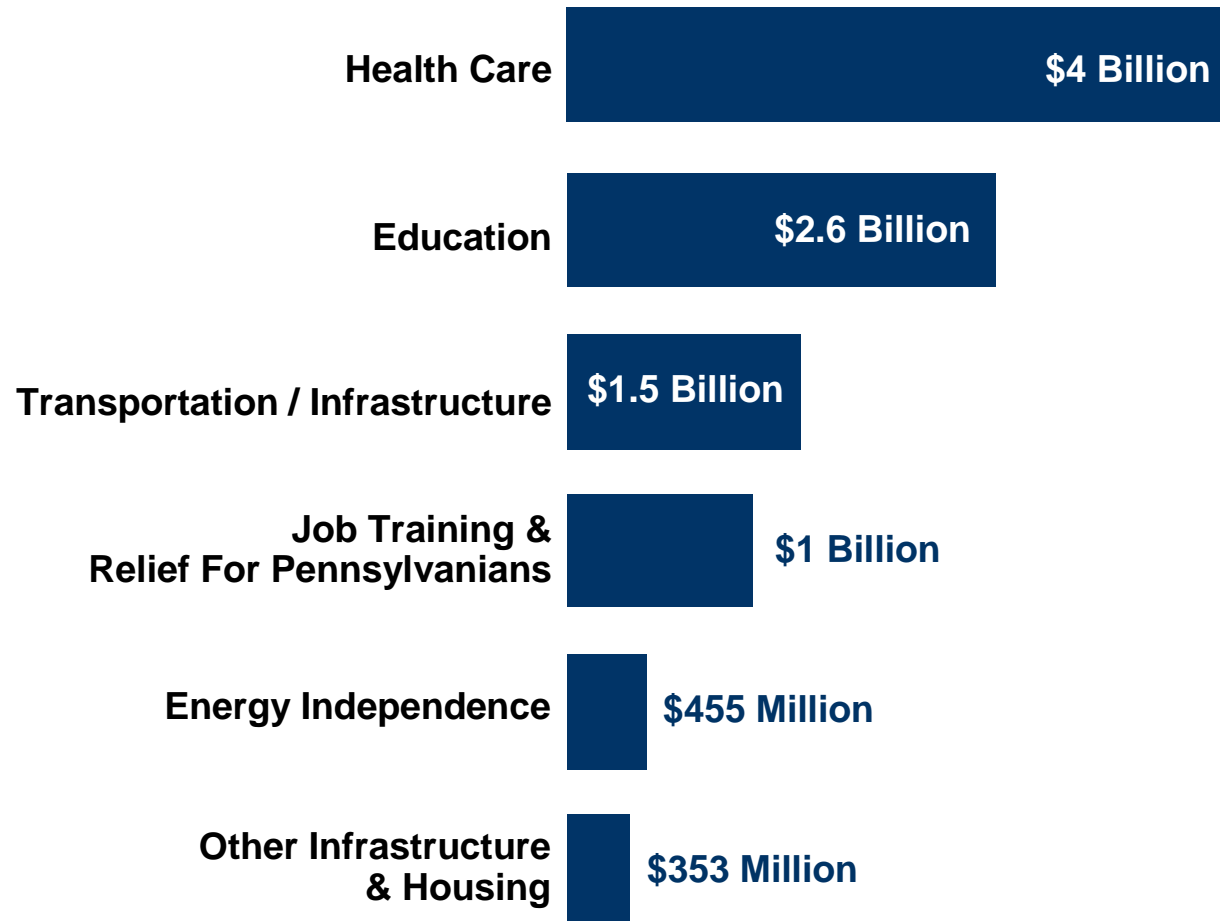 Health Care
$4 Billion
Education
$2.6 Billion
Transportation / Infrastructure
$1.5 Billion
Job Training &
Relief For Pennsylvanians
$1 Billion
Energy Independence
$455 Million
Other Infrastructure
& Housing
$353 Million